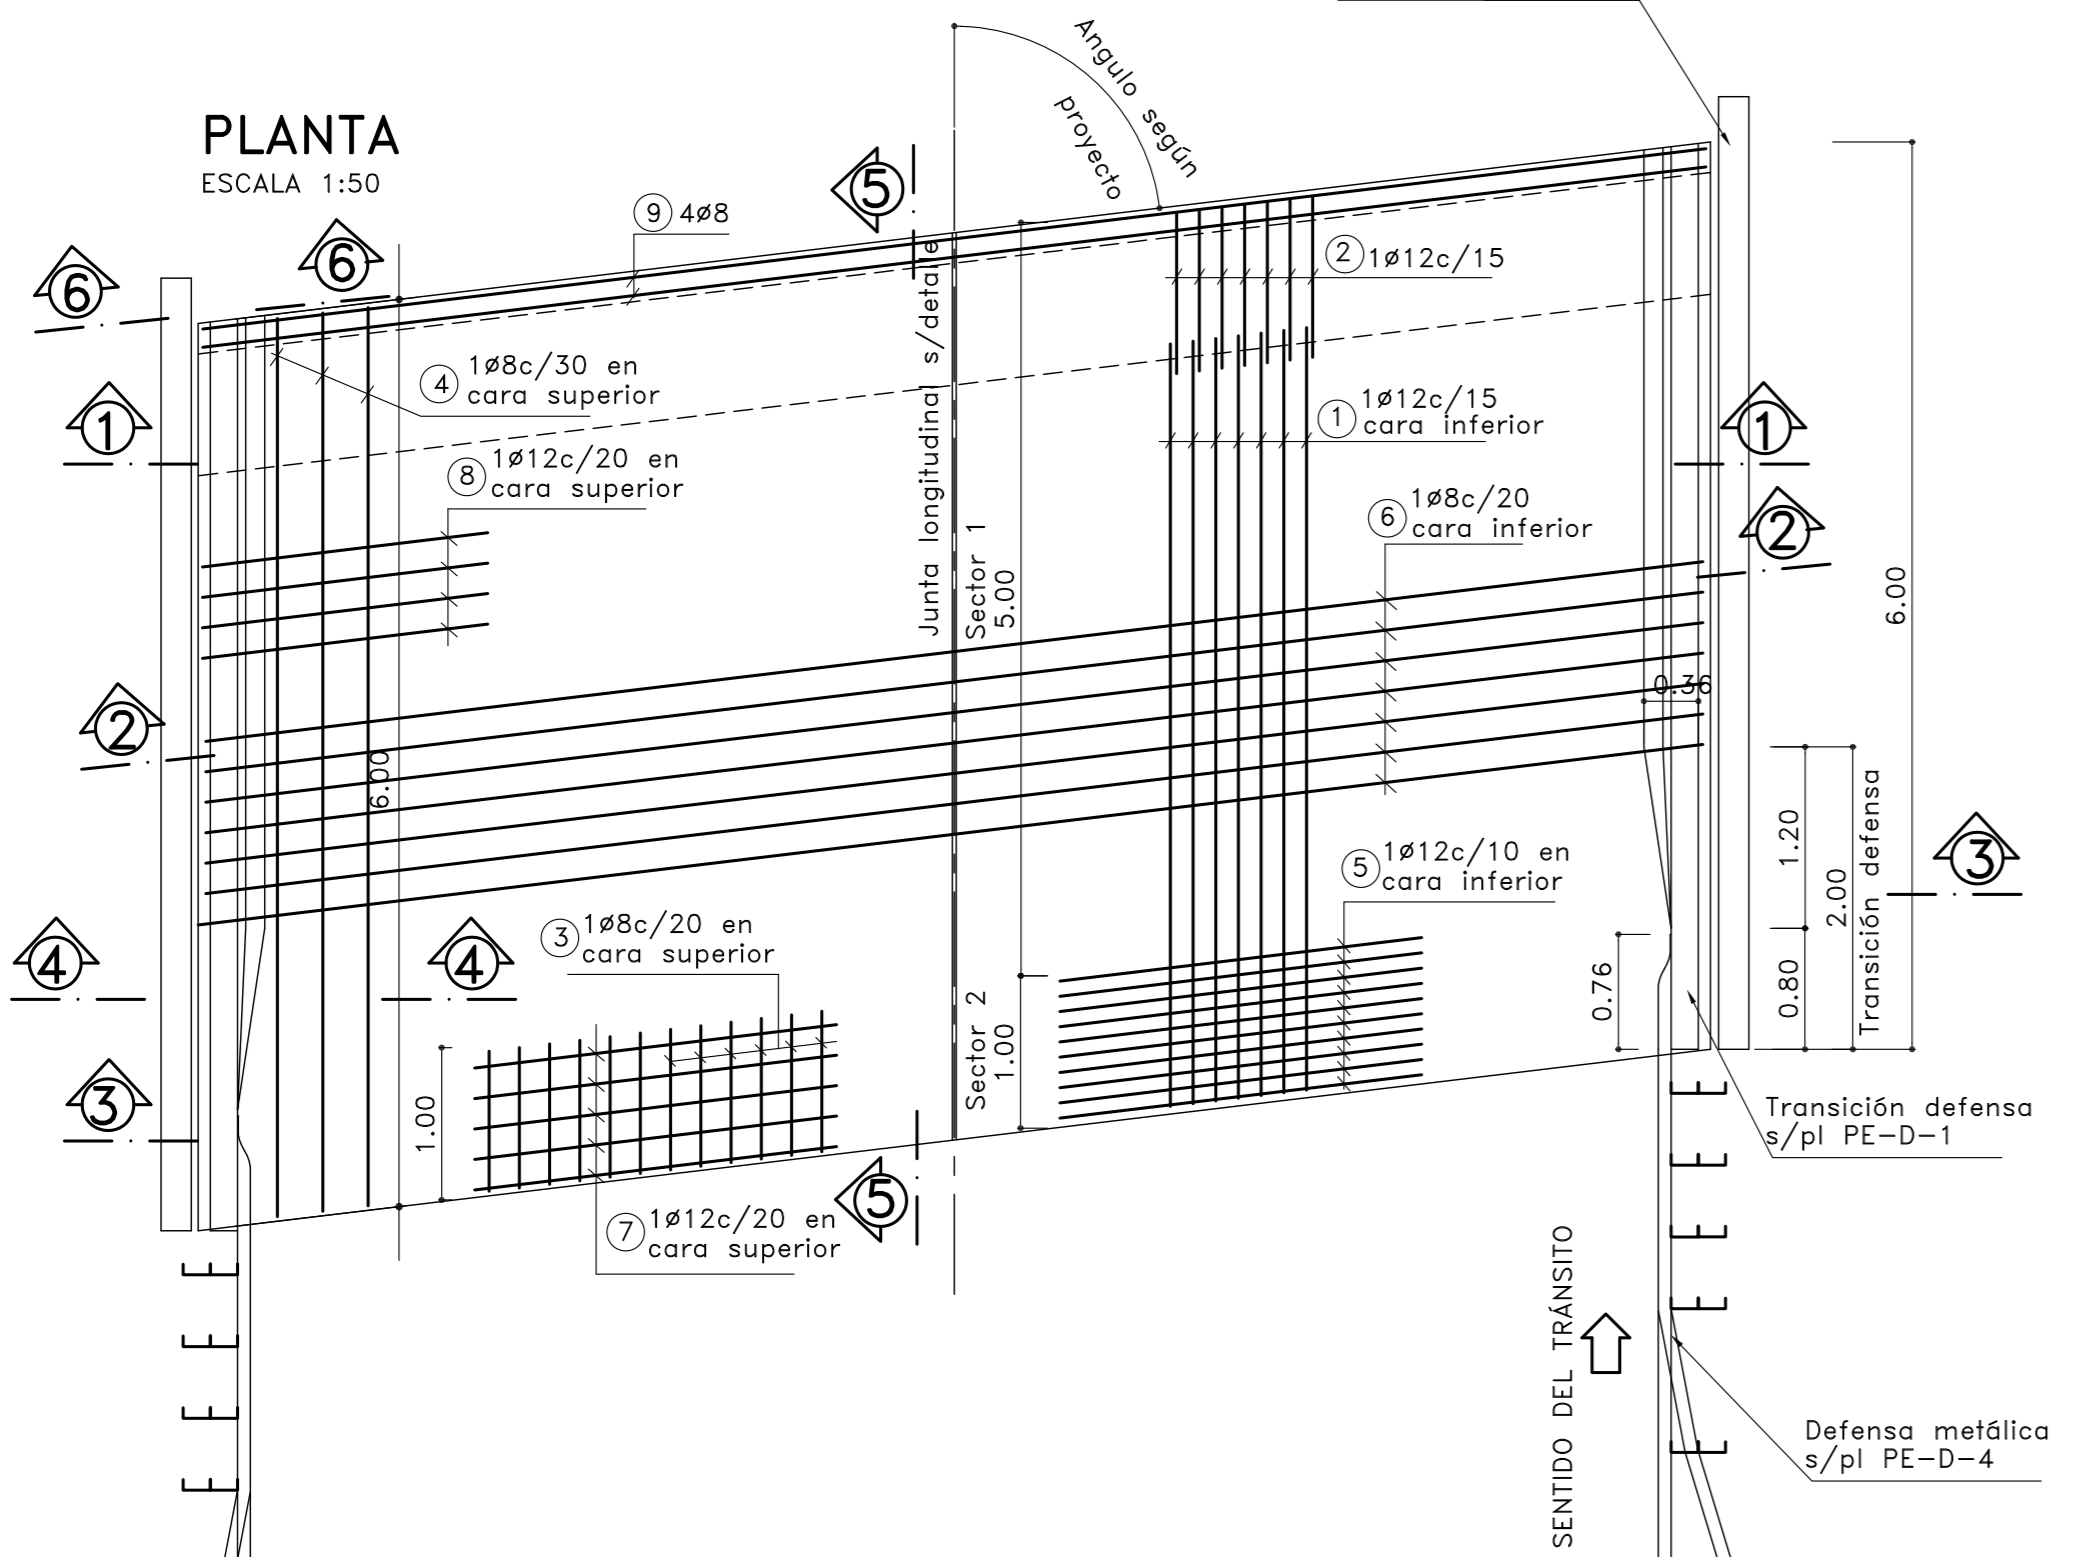 PLANTA
ESCALA 1:50
Angulo según
proyecto
5
9 4ø8
6
6
2 1ø12c/15
4 1ø8c/30 en
cara superior
1
1 1ø12c/15
cara inferior
1
8 1ø12c/20 en
cara superior
6 1ø8c/20
cara inferior
2
Junta longitudinal s/detalle
Sector 1
5.00
6.00
0.36
2
6.00
1.20
2.00
Transición defensa
3
5 1ø12c/10 en
cara inferior
3 1ø8c/20 en
cara superior
4
4
0.76
0.80
Sector 2
1.00
1.00
3
Transición defensa
s/pl PE-D-1
5
7 1ø12c/20 en
cara superior
SENTIDO DEL TRÁNSITO
Defensa metálica
s/pl PE-D-4